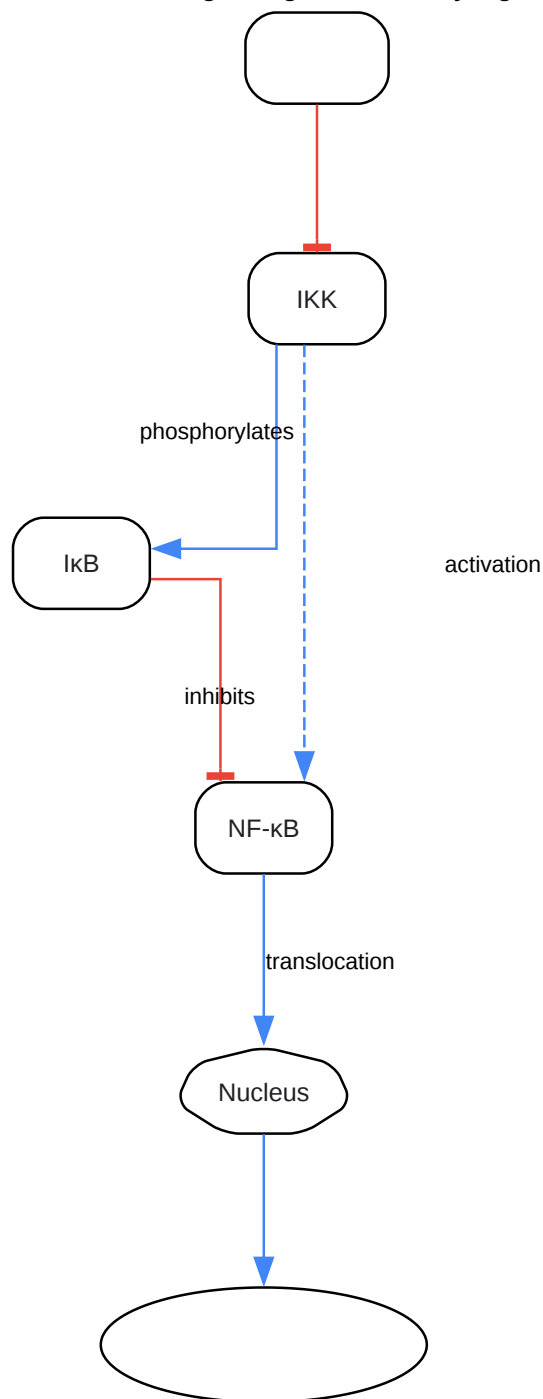 IKK
phosphorylates
IκB
activation
inhibits
NF-κB
translocation
Nucleus